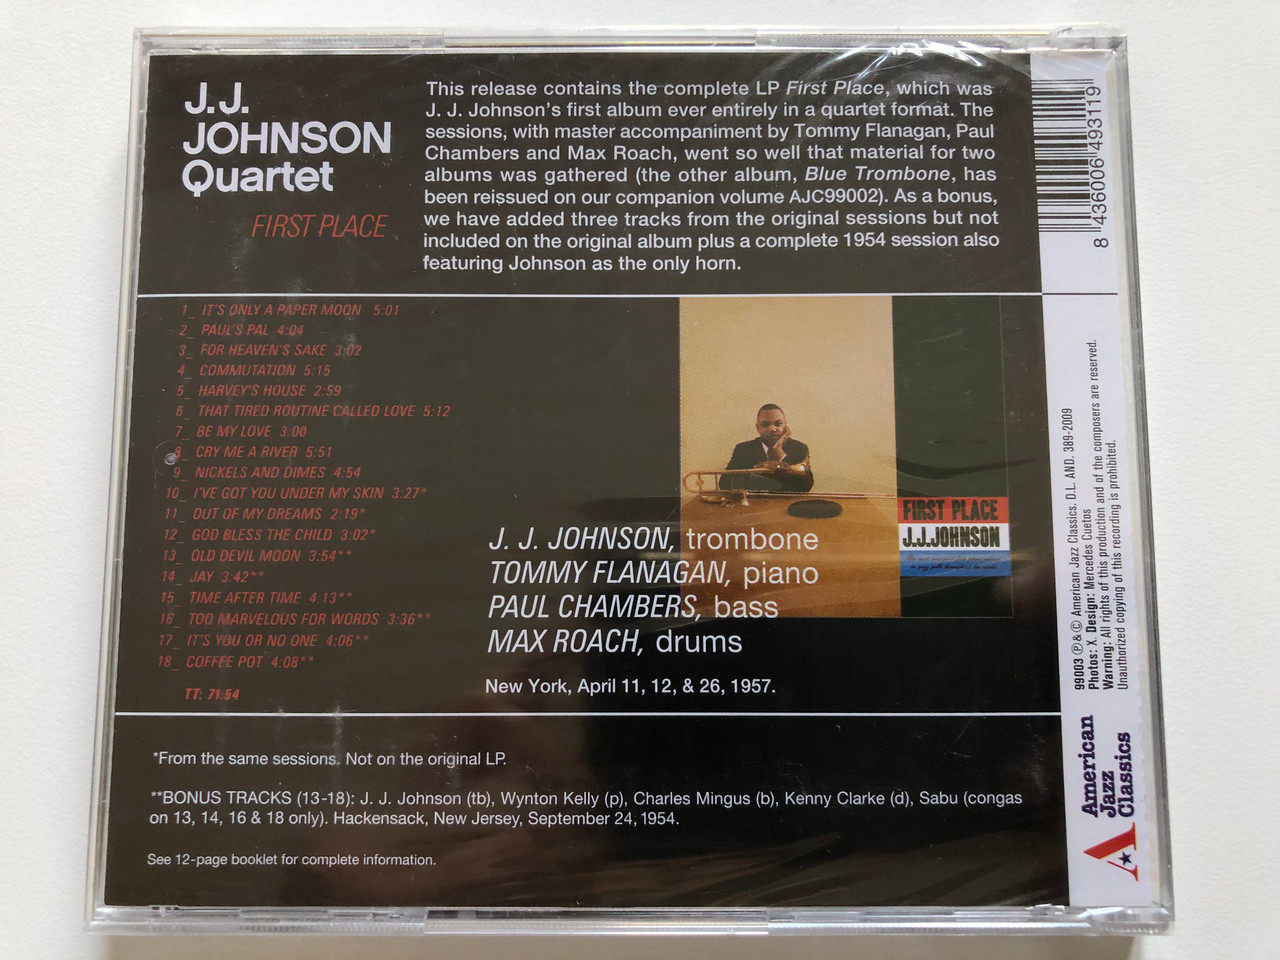 J.J.
JOHNSON
Quartet
FIRST PLACE
This release contains the complete LP First Place, which was
J. J. Johnson's first album ever entirely in a quartet format. The
sessions, with master accompaniment by Tommy Flanagan, Paul
Chambers and Max Roach, went so well that material for two
albums was gathered (the other album, Blue Trombone, has
been reissued on our companion volume AJC99002). As a bonus,
we have added three tracks from the original sessions but not
included on the original album plus a complete 1954 session also
featuring Johnson as the only horn.
1_ IT'S ONLY A PAPER MOON 5:01
2_ PAUL'S PAL 4:04
3_ FOR HEAVEN'S SAKE 3:02
4_ COMMUTATION 5:15
5_ HARVEY'S HOUSE 2:59
6_ THAT TIRED ROUTINE CALLED LOVE 5:12
7_ BE MY LOVE 3:00
8_ CRY ME A RIVER 5:51
9_ NICKELS AND DIMES 4:54
10_ I'VE GOT YOU UNDER MY SKIN 3:27*
11_ OUT OF MY DREAMS 2:19*
12_ GOD BLESS THE CHILD 3:02*
13_ OLD DEVIL MOON 3:54**
14_ JAY 3:42**
15_ TIME AFTER TIME 4:13**
16_ TOO MARVELOUS FOR WORDS 3:36**
17_ IT'S YOU OR NO ONE 4:06**
18_ COFFEE POT 4:08**
TT: 71:54
FIRST PLACE
J.J.JOHNSON
J. J. JOHNSON, trombone
TOMMY FLANAGAN, piano
PAUL CHAMBERS, bass
MAX ROACH, drums
New York, April 11, 12, & 26, 1957.
*From the same sessions. Not on the original LP.
**BONUS TRACKS (13-18): J. J. Johnson (tb), Wynton Kelly (p), Charles Mingus (b), Kenny Clarke (d), Sabu (congas
on 13, 14, 16 & 18 only). Hackensack, New Jersey, September 24, 1954.
See 12-page booklet for complete information.
8 436006 493119
99003 ℗ & © American Jazz Classics. D.L. AND. 389-2009
Photos: X. Design: Mercedes Cuetos
Warning: All rights of this production and of the composers are reserved.
Unauthorized copying of this recording is prohibited.
American
Jazz
Classics
A